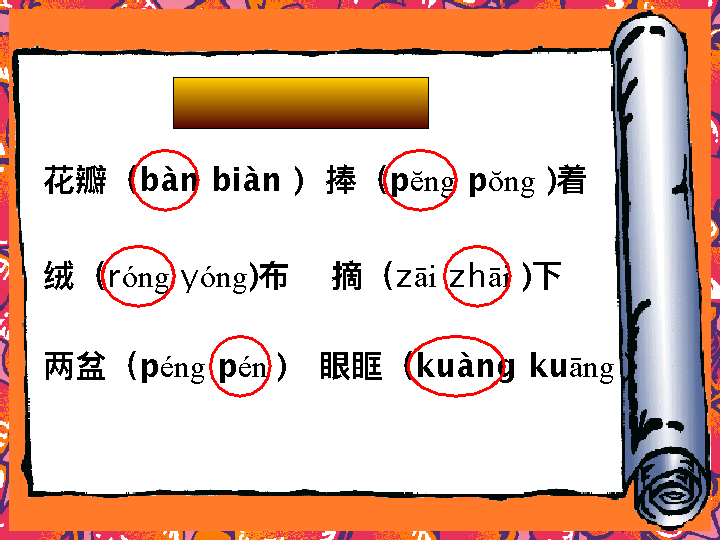 花瓣（bàn biàn ） 捧（pěng pǒng )着
绒（róng yóng)布 摘（zāi zhāi )下
两盆（péng pén ） 眼眶（kuàng kuāng